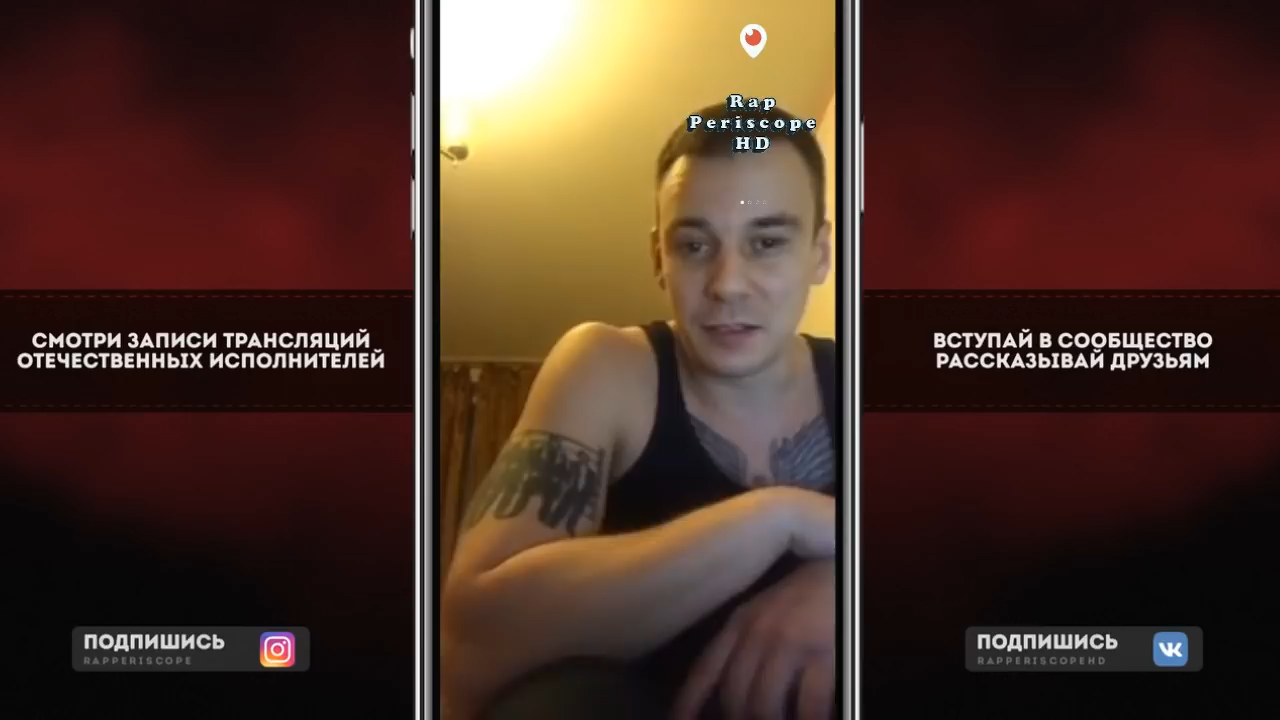 Rap
Periscope
HD
СМОТРИ ЗАПИСИ ТРАНСЛЯЦИЙ
ОТЕЧЕСТВЕННЫХ ИСПОЛНИТЕЛЕЙ
ВСТУПАЙ В СООБЩЕСТВО
РАССКАЗЫВАЙ ДРУЗЬЯМ
ПОДПИШИСЬ
RAPPERISCOPE
ПОДПИШИСЬ
RAPPERISCOPEHD